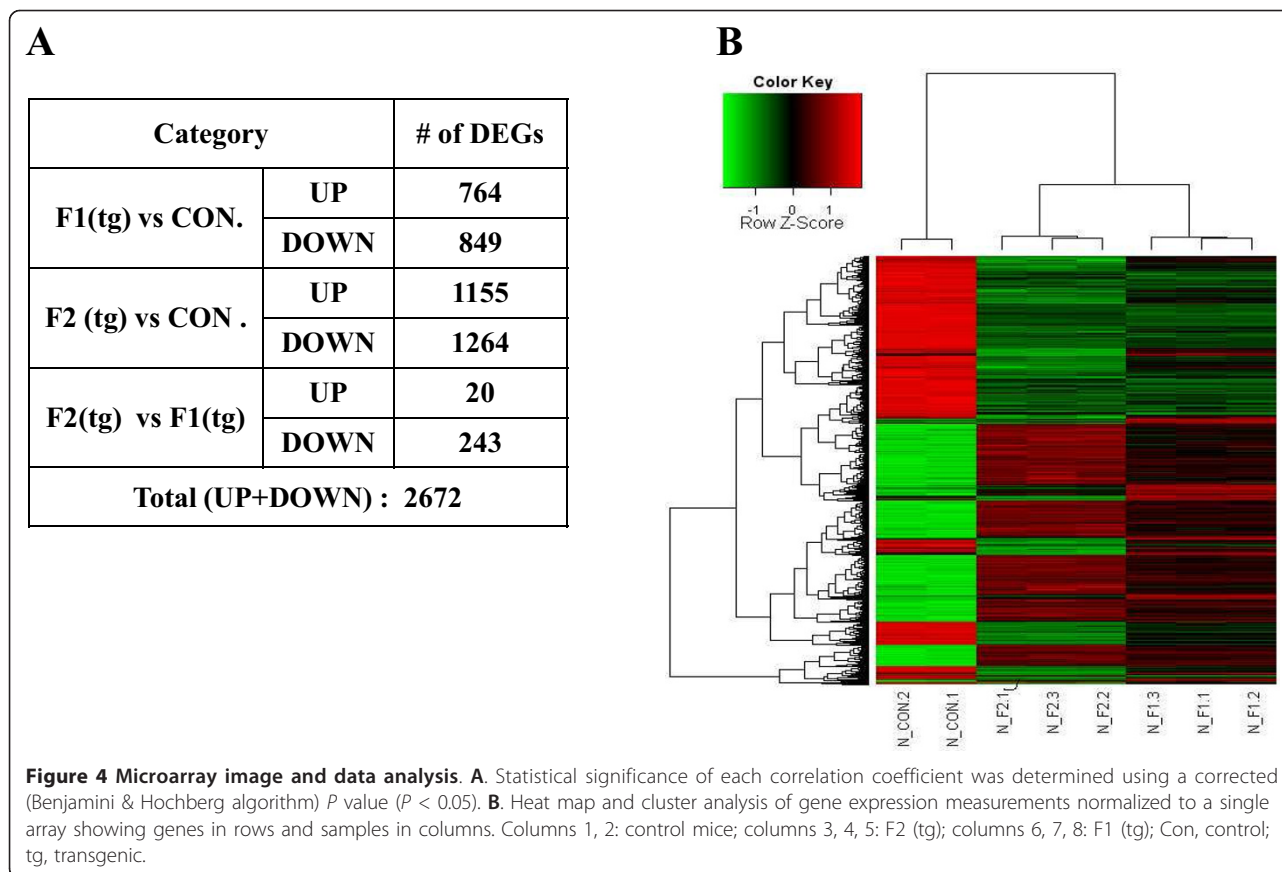 A
Category # of DEGs
F1(tg) vs CON. UP 764
DOWN 849
F2 (tg) vs CON . UP 1155
DOWN 1264
F2(tg) vs F1(tg) UP 20
DOWN 243
Total (UP+DOWN) : 2672
B
Color Key
-1 0 1
Row Z-Score
N_CON.2
N_CON.1
N_F2.1
N_F2.3
N_F2.2
N_F1.3
N_F1.1
N_F1.2
Figure 4 Microarray image and data analysis. A. Statistical significance of each correlation coefficient was determined using a corrected
(Benjamini & Hochberg algorithm) P value (P < 0.05). B. Heat map and cluster analysis of gene expression measurements normalized to a single
array showing genes in rows and samples in columns. Columns 1, 2: control mice; columns 3, 4, 5: F2 (tg); columns 6, 7, 8: F1 (tg); Con, control;
tg, transgenic.